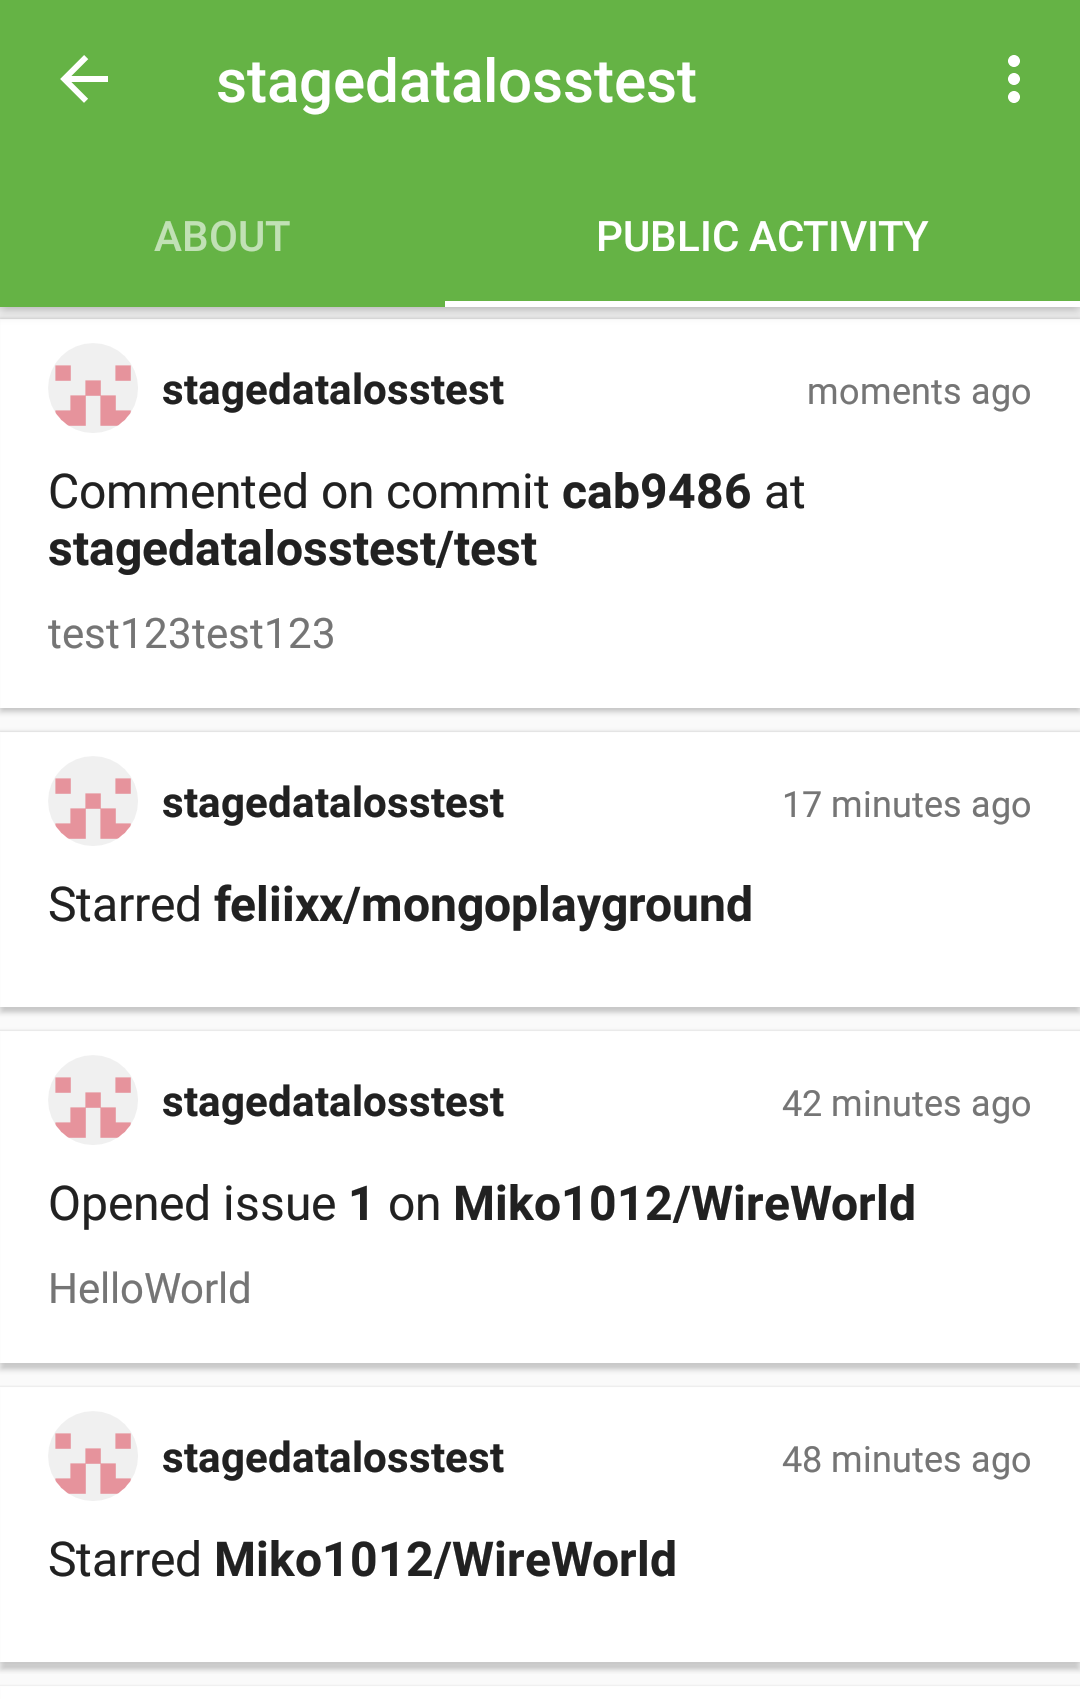 stagedatalosstest
ABOUT
PUBLIC ACTIVITY
stagedatalosstest
moments ago
Commented on commit cab9486 at
stagedatalosstest/test
test123test123
stagedatalosstest
17 minutes ago
Starred feliixx/mongoplayground
stagedatalosstest
42 minutes ago
Opened issue 1 on Miko1012/WireWorld
HelloWorld
stagedatalosstest
48 minutes ago
Starred Miko1012/WireWorld